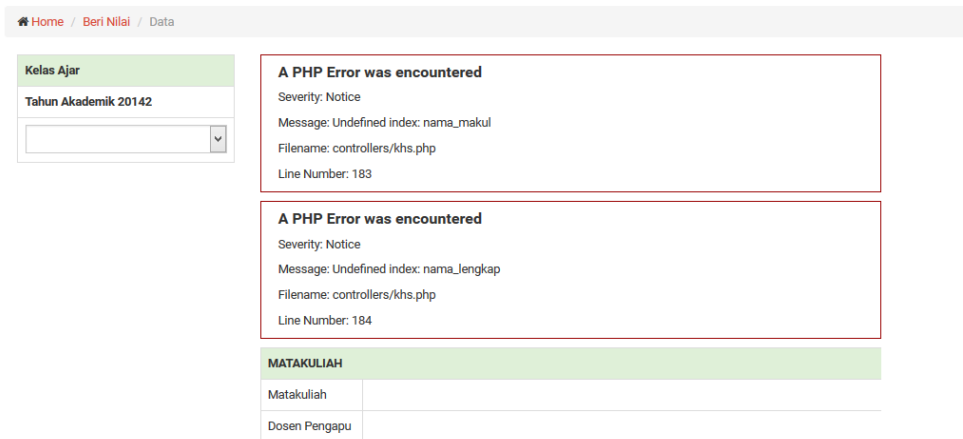 Home / Beri Nilai / Data
Kelas Ajar
Tahun Akademik 20142
A PHP Error was encountered
Severity: Notice
Message: Undefined index: nama_makul
Filename: controllers/khs.php
Line Number: 183
A PHP Error was encountered
Severity: Notice
Message: Undefined index: nama_lengkap
Filename: controllers/khs.php
Line Number: 184
MATAKULIAH
Matakuliah
Dosen Pengapu